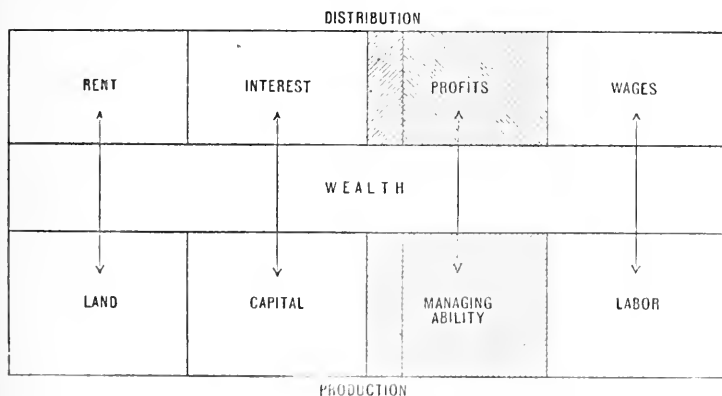 DISTRIBUTION
RENT INTEREST PROFITS WAGES
WEALTH
LAND CAPITAL MANAGING ABILITY LABOR
PRODUCTION